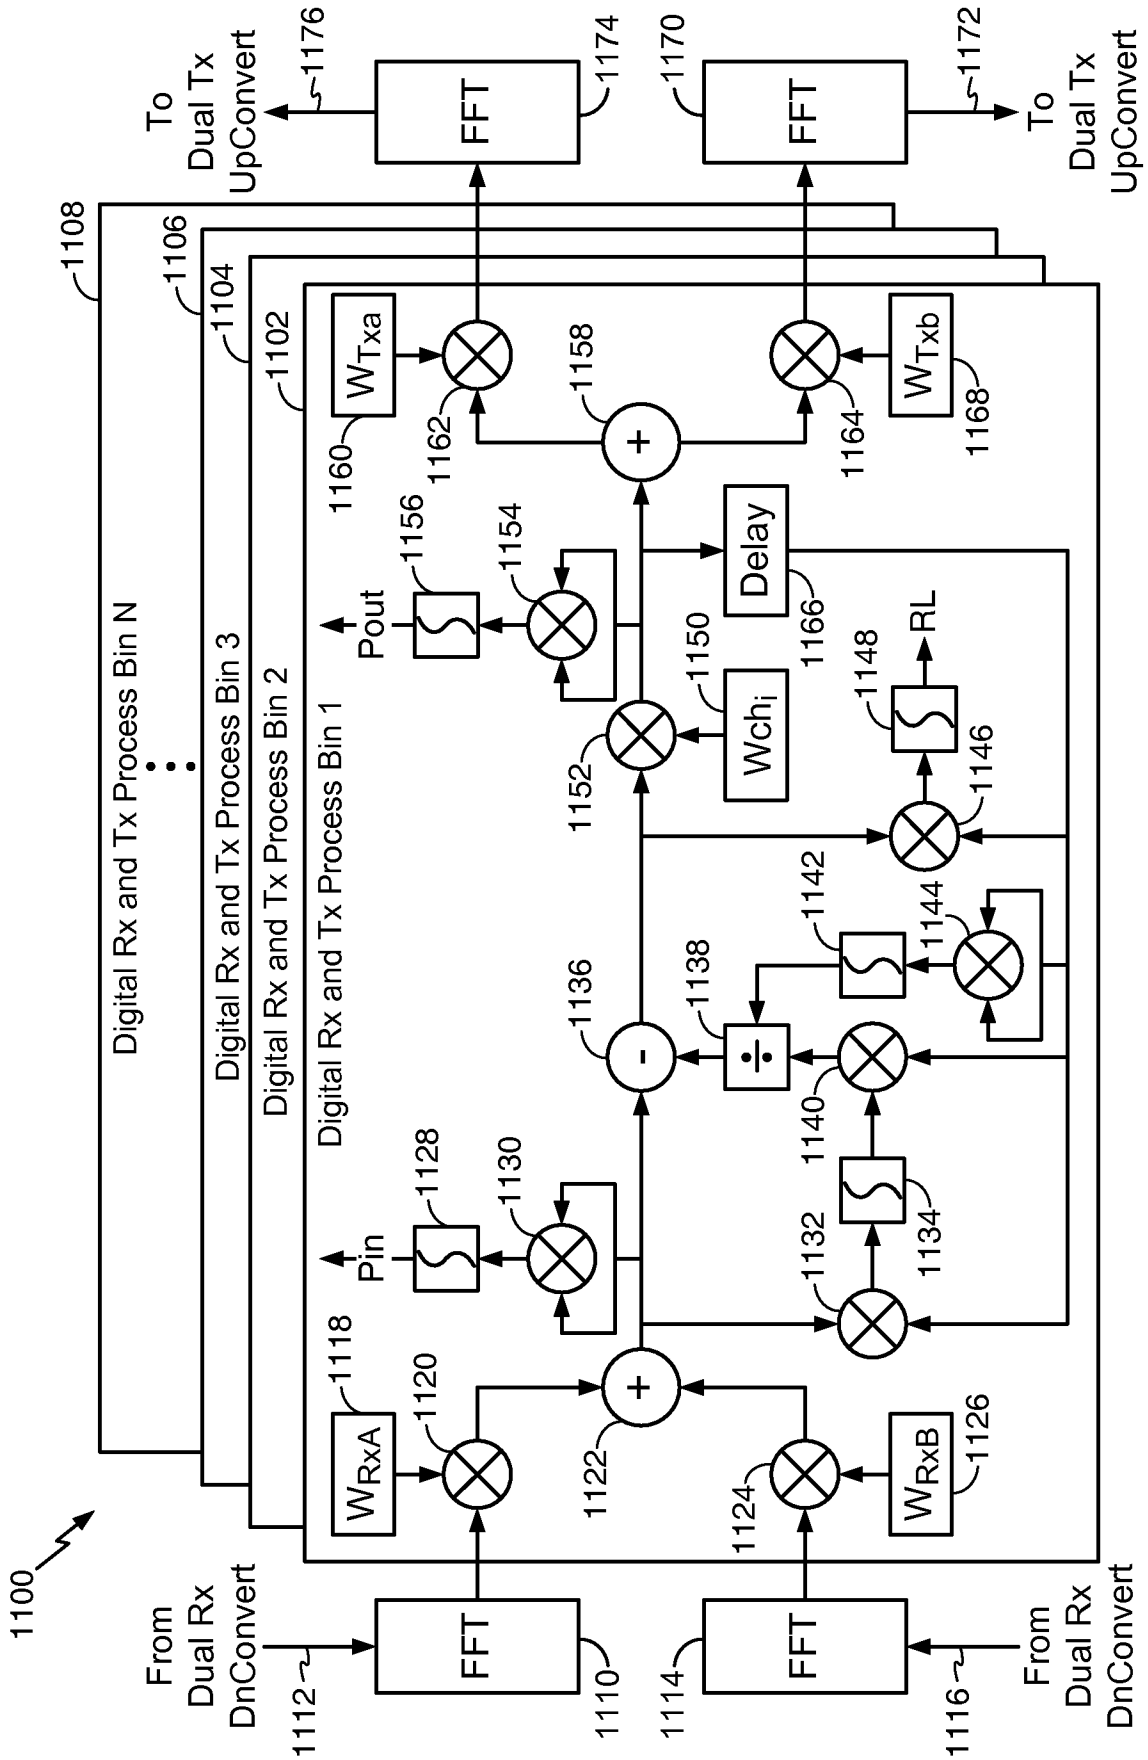 1100
1108
Digital Rx and Tx Process Bin N
1106
Digital Rx and Tx Process Bin 3
1104
Digital Rx and Tx Process Bin 2
1102
Digital Rx and Tx Process Bin 1
From
Dual Rx
DnConvert
1112
FFT
1110
From
Dual Rx
DnConvert
1116
FFT
1114
WRxA
1118
1120
1122
+
1124
WRxB
1126
Pin
1128
1130
1132
1134
1136
-
1138
÷
1140
1142
1144
1146
1148
RL
Wchi
1150
1152
Pout
1156
1154
Delay
1166
1158
+
WTxa
1160
1162
1164
WTxb
1168
FFT
1174
1176
To
Dual Tx
UpConvert
FFT
1170
1172
To
Dual Tx
UpConvert